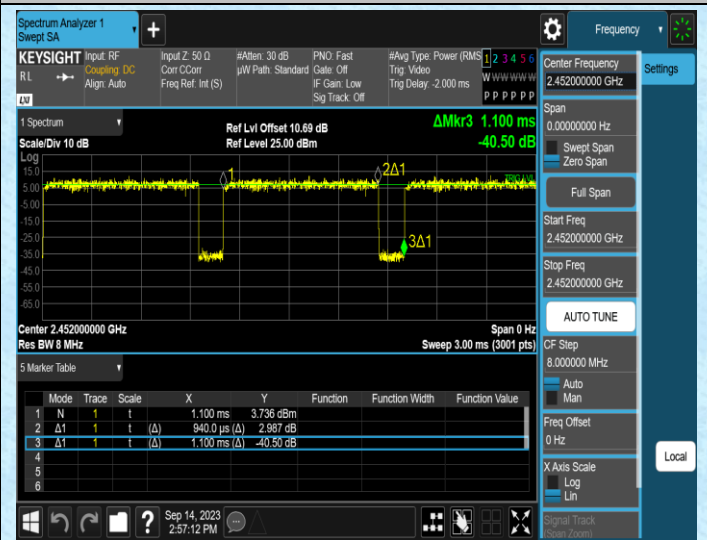 Spectrum Analyzer 1
Swept SA
+
Frequency
KEYSIGHT
RL
LXI
Input: RF
Coupling: DC
Align: Auto
Input Z: 50 Ω
Corr CCorr
Freq Ref: Int (S)
#Atten: 30 dB
µW Path: Standard
PNO: Fast
Gate: Off
IF Gain: Low
Sig Track: Off
#Avg Type: Power (RMS
Trig: Video
Trig Delay: -2.000 ms
1 2 3 4 5 6
W W W W W W
P P P P P P
1 Spectrum
Scale/Div 10 dB
Ref Lvl Offset 10.69 dB
Ref Level 25.00 dBm
ΔMkr3 1.100 ms
-40.50 dB
Log
15.0
5.00
-5.00
-15.0
-25.0
-35.0
-45.0
-55.0
-65.0
1
2Δ1
TRIG LVL
3Δ1
Center 2.452000000 GHz
Res BW 8 MHz
Span 0 Hz
Sweep 3.00 ms (3001 pts)
5 Marker Table
Mode Trace Scale X Y Function Function Width Function Value
1 N 1 t 1.100 ms 3.736 dBm
2 Δ1 1 t (Δ) 940.0 µs (Δ) 2.987 dB
3 Δ1 1 t (Δ) 1.100 ms (Δ) -40.50 dB
4
5
6
Sep 14, 2023
2:57:12 PM
?
Center Frequency
2.452000000 GHz
Settings
Span
0.00000000 Hz
Swept Span
Zero Span
Full Span
Start Freq
2.452000000 GHz
Stop Freq
2.452000000 GHz
AUTO TUNE
CF Step
8.000000 MHz
Auto
Man
Freq Offset
0 Hz
X Axis Scale
Log
Lin
Local
Signal Track
(Span Zoom)